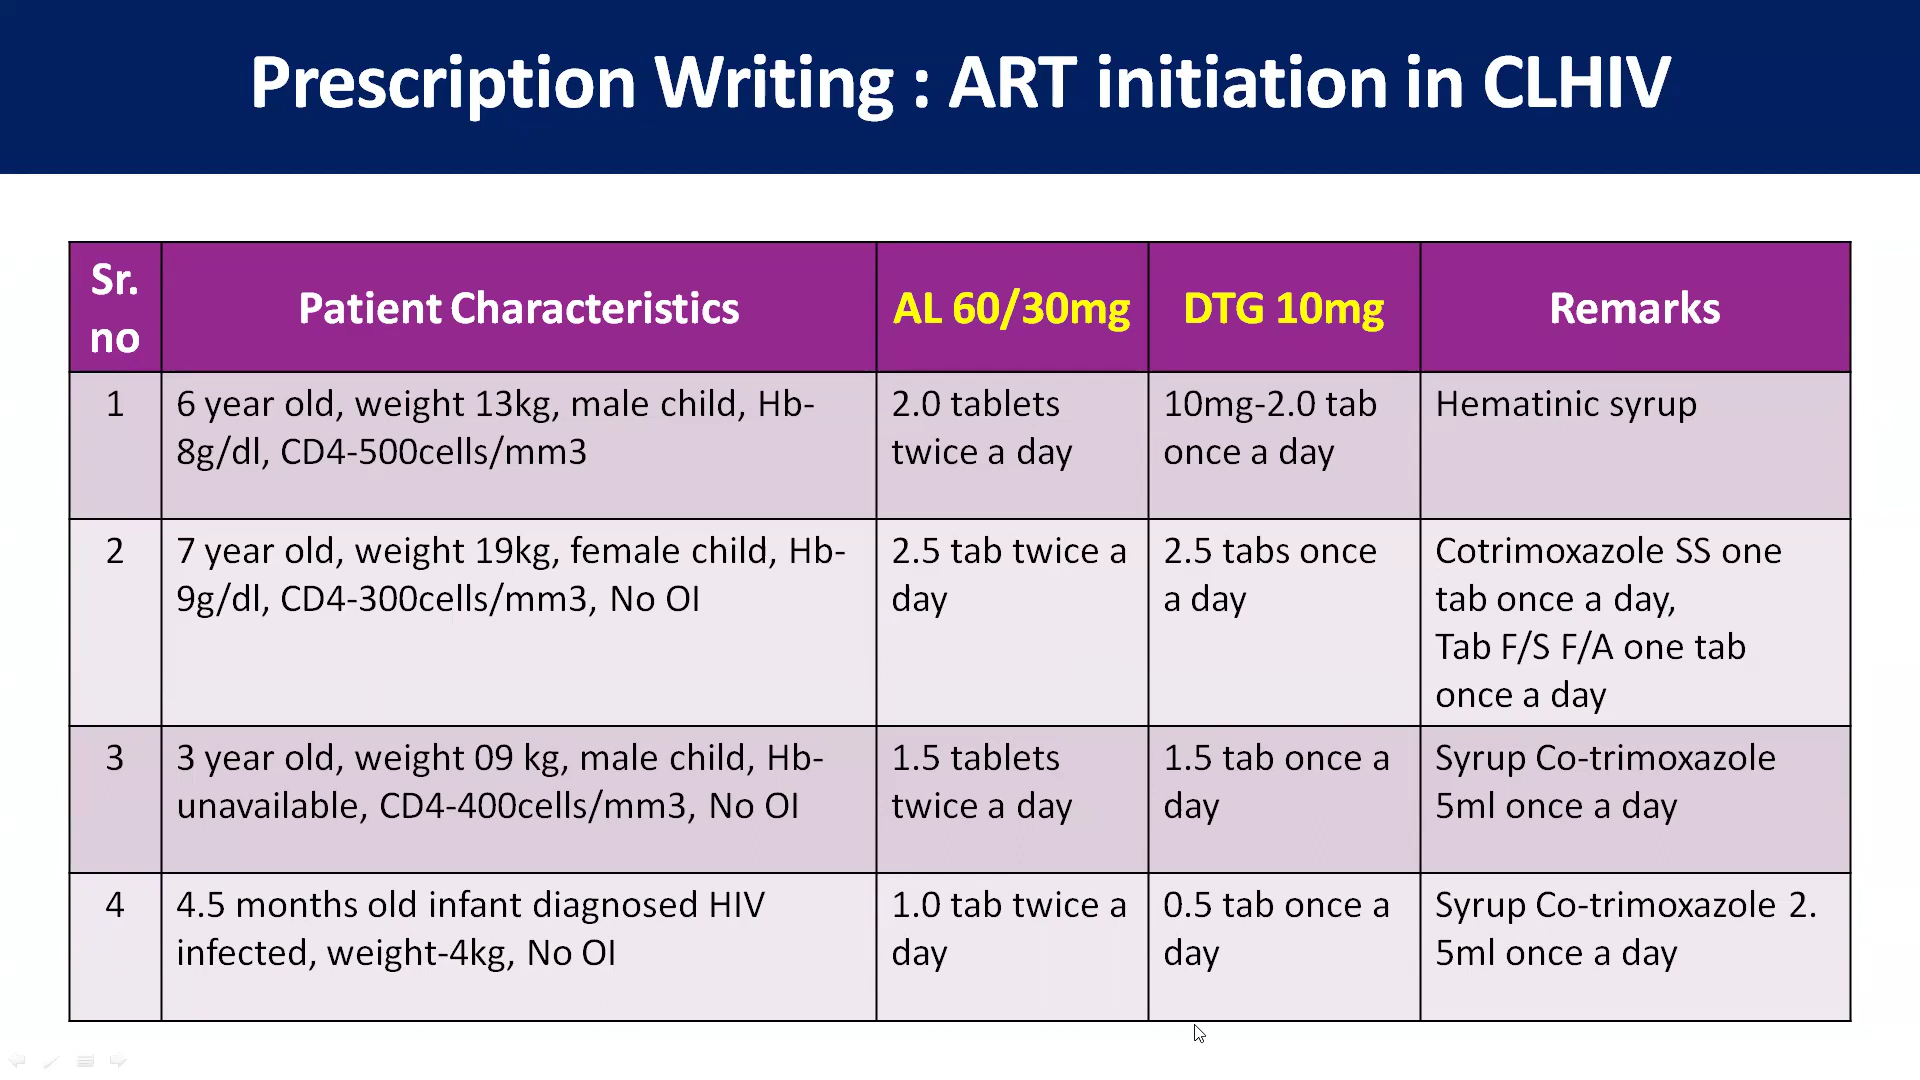 Prescription Writing : ART initiation in CLHIV
Sr. no
Patient Characteristics
AL 60/30mg
DTG 10mg
Remarks
1
6 year old, weight 13kg, male child, Hb-
8g/dl, CD4-500cells/mm3
2.0 tablets
twice a day
10mg-2.0 tab
once a day
Hematinic syrup
2
7 year old, weight 19kg, female child, Hb-
9g/dl, CD4-300cells/mm3, No OI
2.5 tab twice a
day
2.5 tabs once
a day
Cotrimoxazole SS one
tab once a day,
Tab F/S F/A one tab
once a day
3
3 year old, weight 09 kg, male child, Hb-
unavailable, CD4-400cells/mm3, No OI
1.5 tablets
twice a day
1.5 tab once a
day
Syrup Co-trimoxazole
5ml once a day
4
4.5 months old infant diagnosed HIV
infected, weight-4kg, No OI
1.0 tab twice a
day
0.5 tab once a
day
Syrup Co-trimoxazole 2.
5ml once a day